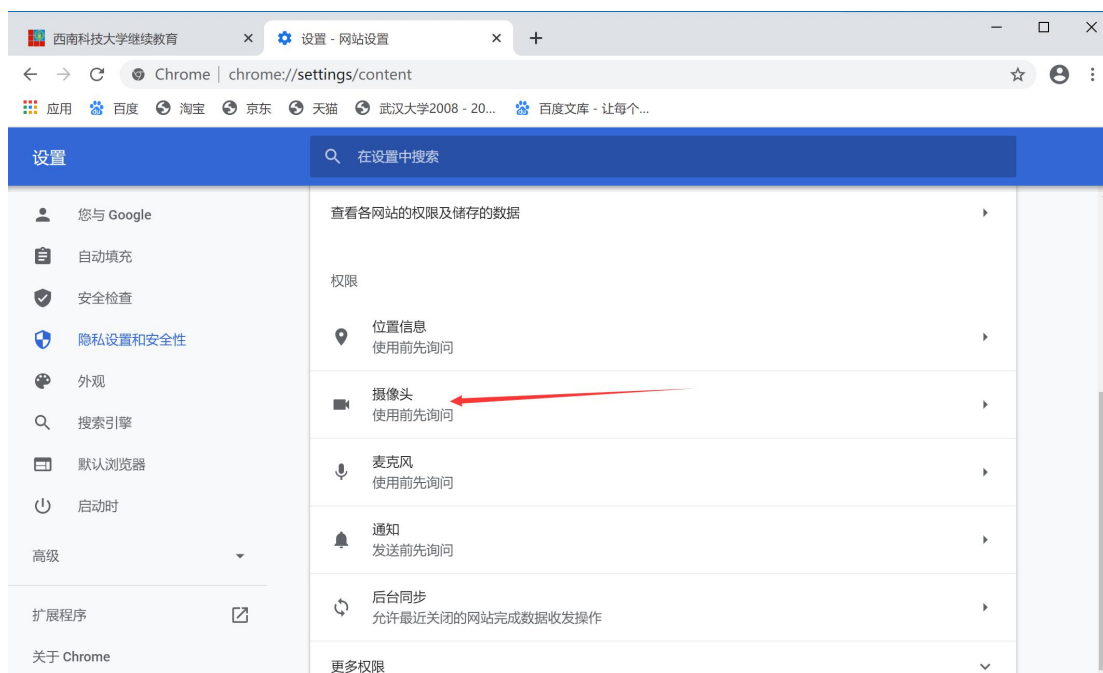 西南科技大学继续教育
设置 - 网站设置
Chrome | chrome://settings/content
应用 百度 淘宝 京东 天猫 武汉大学2008 - 20... 百度文库 - 让每个...
设置
在设置中搜索
您与 Google
自动填充
安全检查
隐私设置和安全性
外观
搜索引擎
默认浏览器
启动时
高级
扩展程序
关于 Chrome
查看各网站的权限及储存的数据
权限
位置信息
使用前先询问
摄像头
使用前先询问
麦克风
使用前先询问
通知
发送前先询问
后台同步
允许最近关闭的网站完成数据收发操作
更多权限